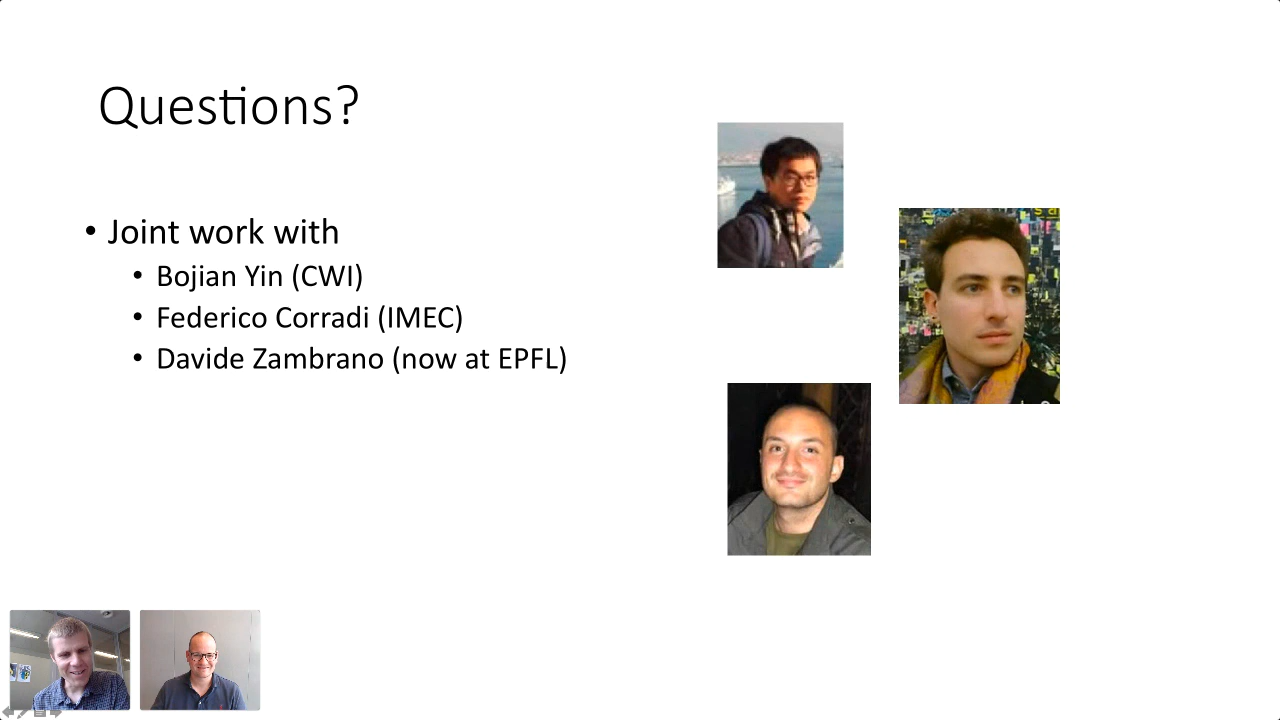 Questions?
• Joint work with
• Bojian Yin (CWI)
• Federico Corradi (IMEC)
• Davide Zambrano (now at EPFL)